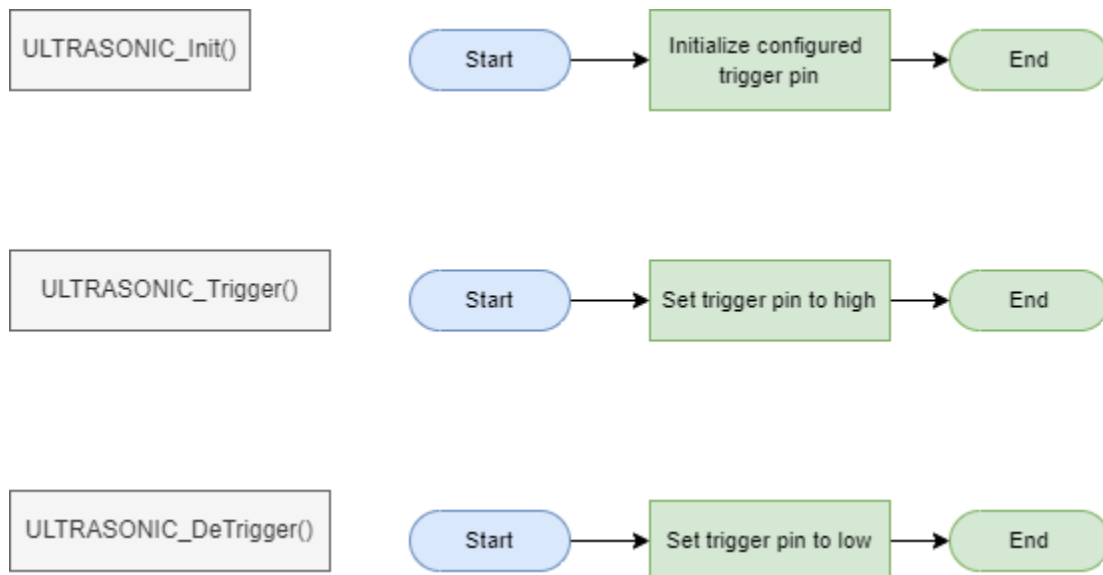 ULTRASONIC_Init()
Start
Initialize configured
trigger pin
End
ULTRASONIC_Trigger()
Start
Set trigger pin to high
End
ULTRASONIC_DeTrigger()
Start
Set trigger pin to low
End